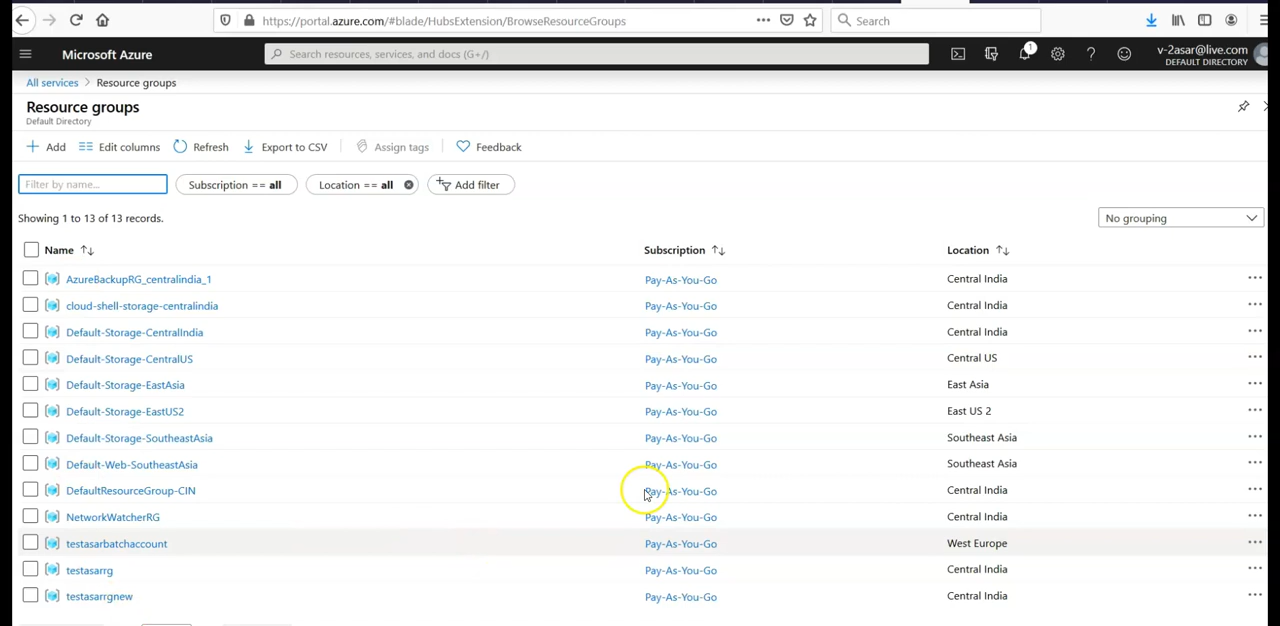 https://portal.azure.com/#blade/HubsExtension/BrowseResourceGroups
Search
Microsoft Azure
Search resources, services, and docs (G+/)
1
v-2asar@live.com
DEFAULT DIRECTORY
All services > Resource groups
Resource groups
Default Directory
Add Edit columns Refresh Export to CSV Assign tags Feedback
Filter by name... Subscription == all Location == all Add filter
Showing 1 to 13 of 13 records. No grouping
Name Subscription Location
AzureBackupRG_centralindia_1 Pay-As-You-Go Central India
cloud-shell-storage-centralindia Pay-As-You-Go Central India
Default-Storage-CentralIndia Pay-As-You-Go Central India
Default-Storage-CentralUS Pay-As-You-Go Central US
Default-Storage-EastAsia Pay-As-You-Go East Asia
Default-Storage-EastUS2 Pay-As-You-Go East US 2
Default-Storage-SoutheastAsia Pay-As-You-Go Southeast Asia
Default-Web-SoutheastAsia Pay-As-You-Go Southeast Asia
DefaultResourceGroup-CIN Pay-As-You-Go Central India
NetworkWatcherRG Pay-As-You-Go Central India
testasarbatchaccount Pay-As-You-Go West Europe
testasarrg Pay-As-You-Go Central India
testasarrgnew Pay-As-You-Go Central India